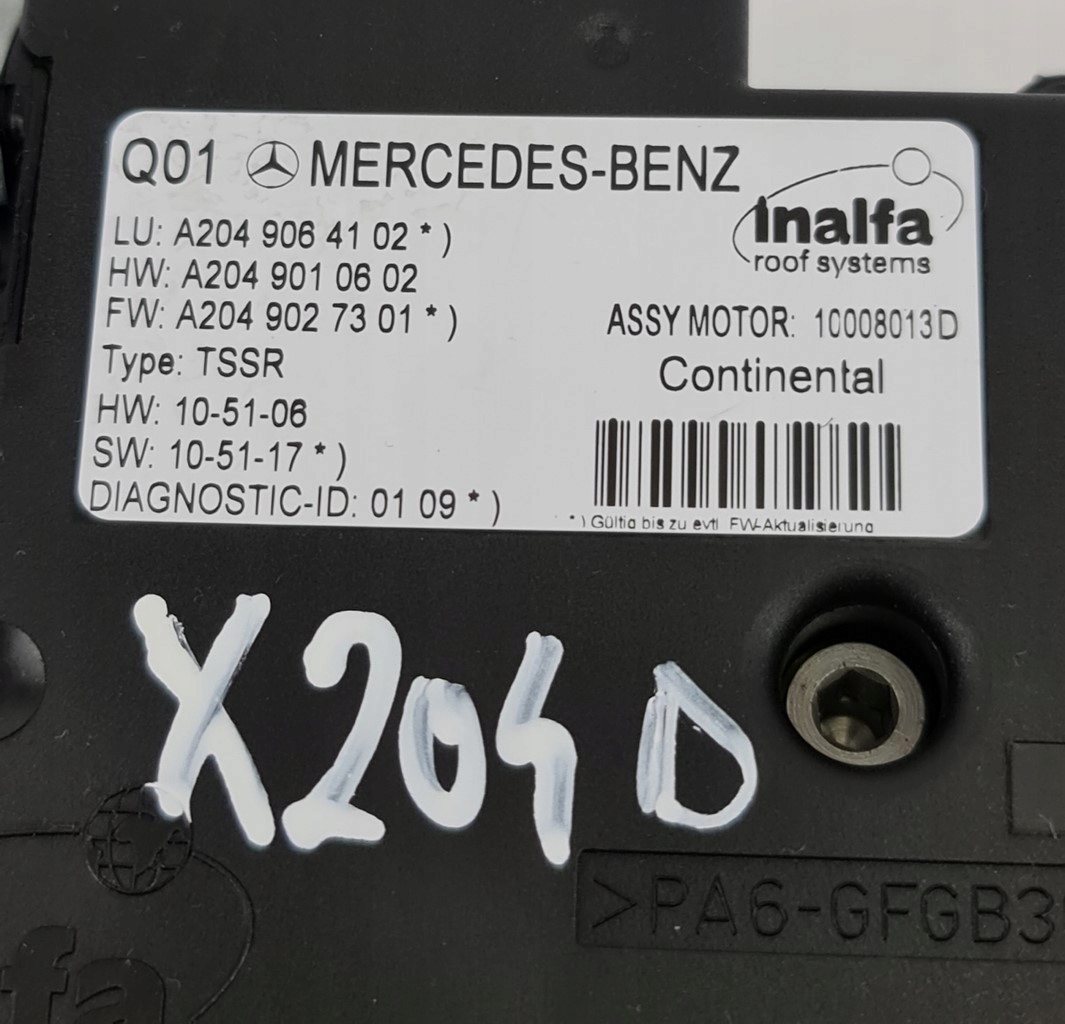 Q01 MERCEDES-BENZ
inalfa
roof systems
LU: A204 906 41 02 * )
HW: A204 901 06 02
FW: A204 902 73 01 * )
Type: TSSR
HW: 10-51-06
SW: 10-51-17 * )
DIAGNOSTIC-ID: 01 09 * )
ASSY MOTOR: 10008013D
Continental
* ) Gültig bis zu evtl. FW-Aktualisierung
X204 D
>PA6-GFGB3
fa